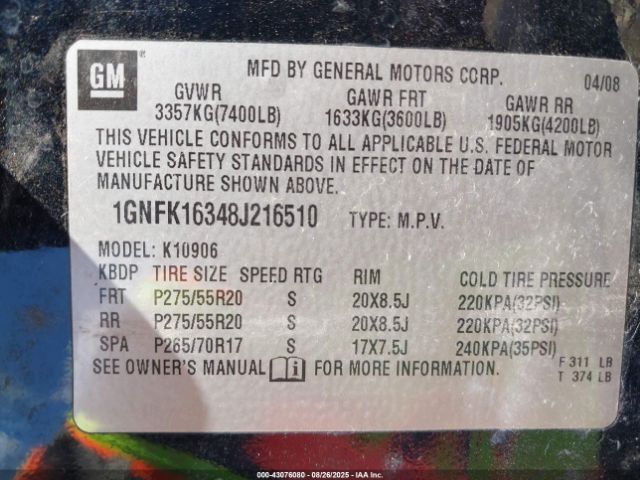 GM
MFD BY GENERAL MOTORS CORP. 04/08
GVWR GAWR FRT GAWR RR
3357KG(7400LB) 1633KG(3600LB) 1905KG(4200LB)
THIS VEHICLE CONFORMS TO ALL APPLICABLE U.S. FEDERAL MOTOR
VEHICLE SAFETY STANDARDS IN EFFECT ON THE DATE OF
MANUFACTURE SHOWN ABOVE.
1GNFK16348J216510 TYPE: M.P.V.
MODEL: K10906
KBDP TIRE SIZE SPEED RTG RIM COLD TIRE PRESSURE
FRT P275/55R20 S 20X8.5J 220KPA(32PSI)
RR P275/55R20 S 20X8.5J 220KPA(32PSI)
SPA P265/70R17 S 17X7.5J 240KPA(35PSI)
SEE OWNER'S MANUAL i FOR MORE INFORMATION.
F 311 LB
T 374 LB
000-43076080 - 08/26/2025 - IAA Inc.